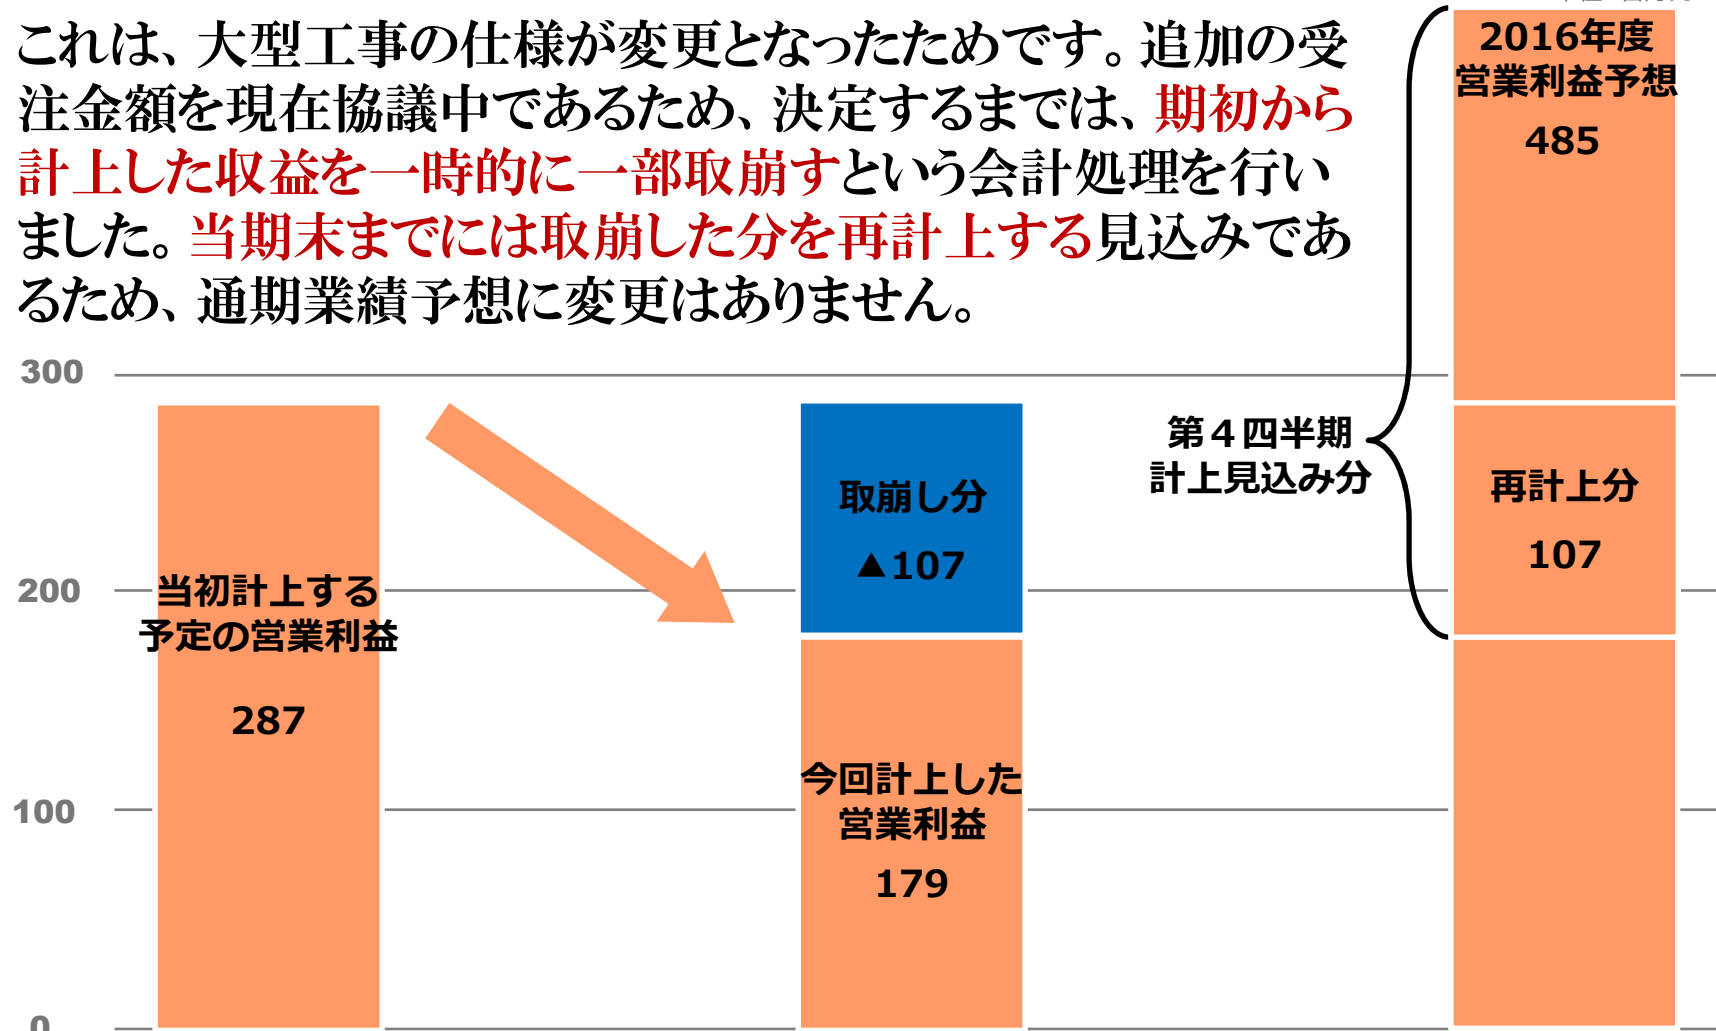 これは、大型工事の仕様が変更となったためです。追加の受
注金額を現在協議中であるため、決定するまでは、期初から
計上した収益を一時的に一部取崩すという会計処理を行い
ました。当期末までには取崩した分を再計上する見込みであ
るため、通期業績予想に変更はありません。
2016年度
営業利益予想
485
300
200
100
0
当初計上する
予定の営業利益
287
取崩し分
▲107
今回計上した
営業利益
179
第４四半期
計上見込み分
再計上分
107